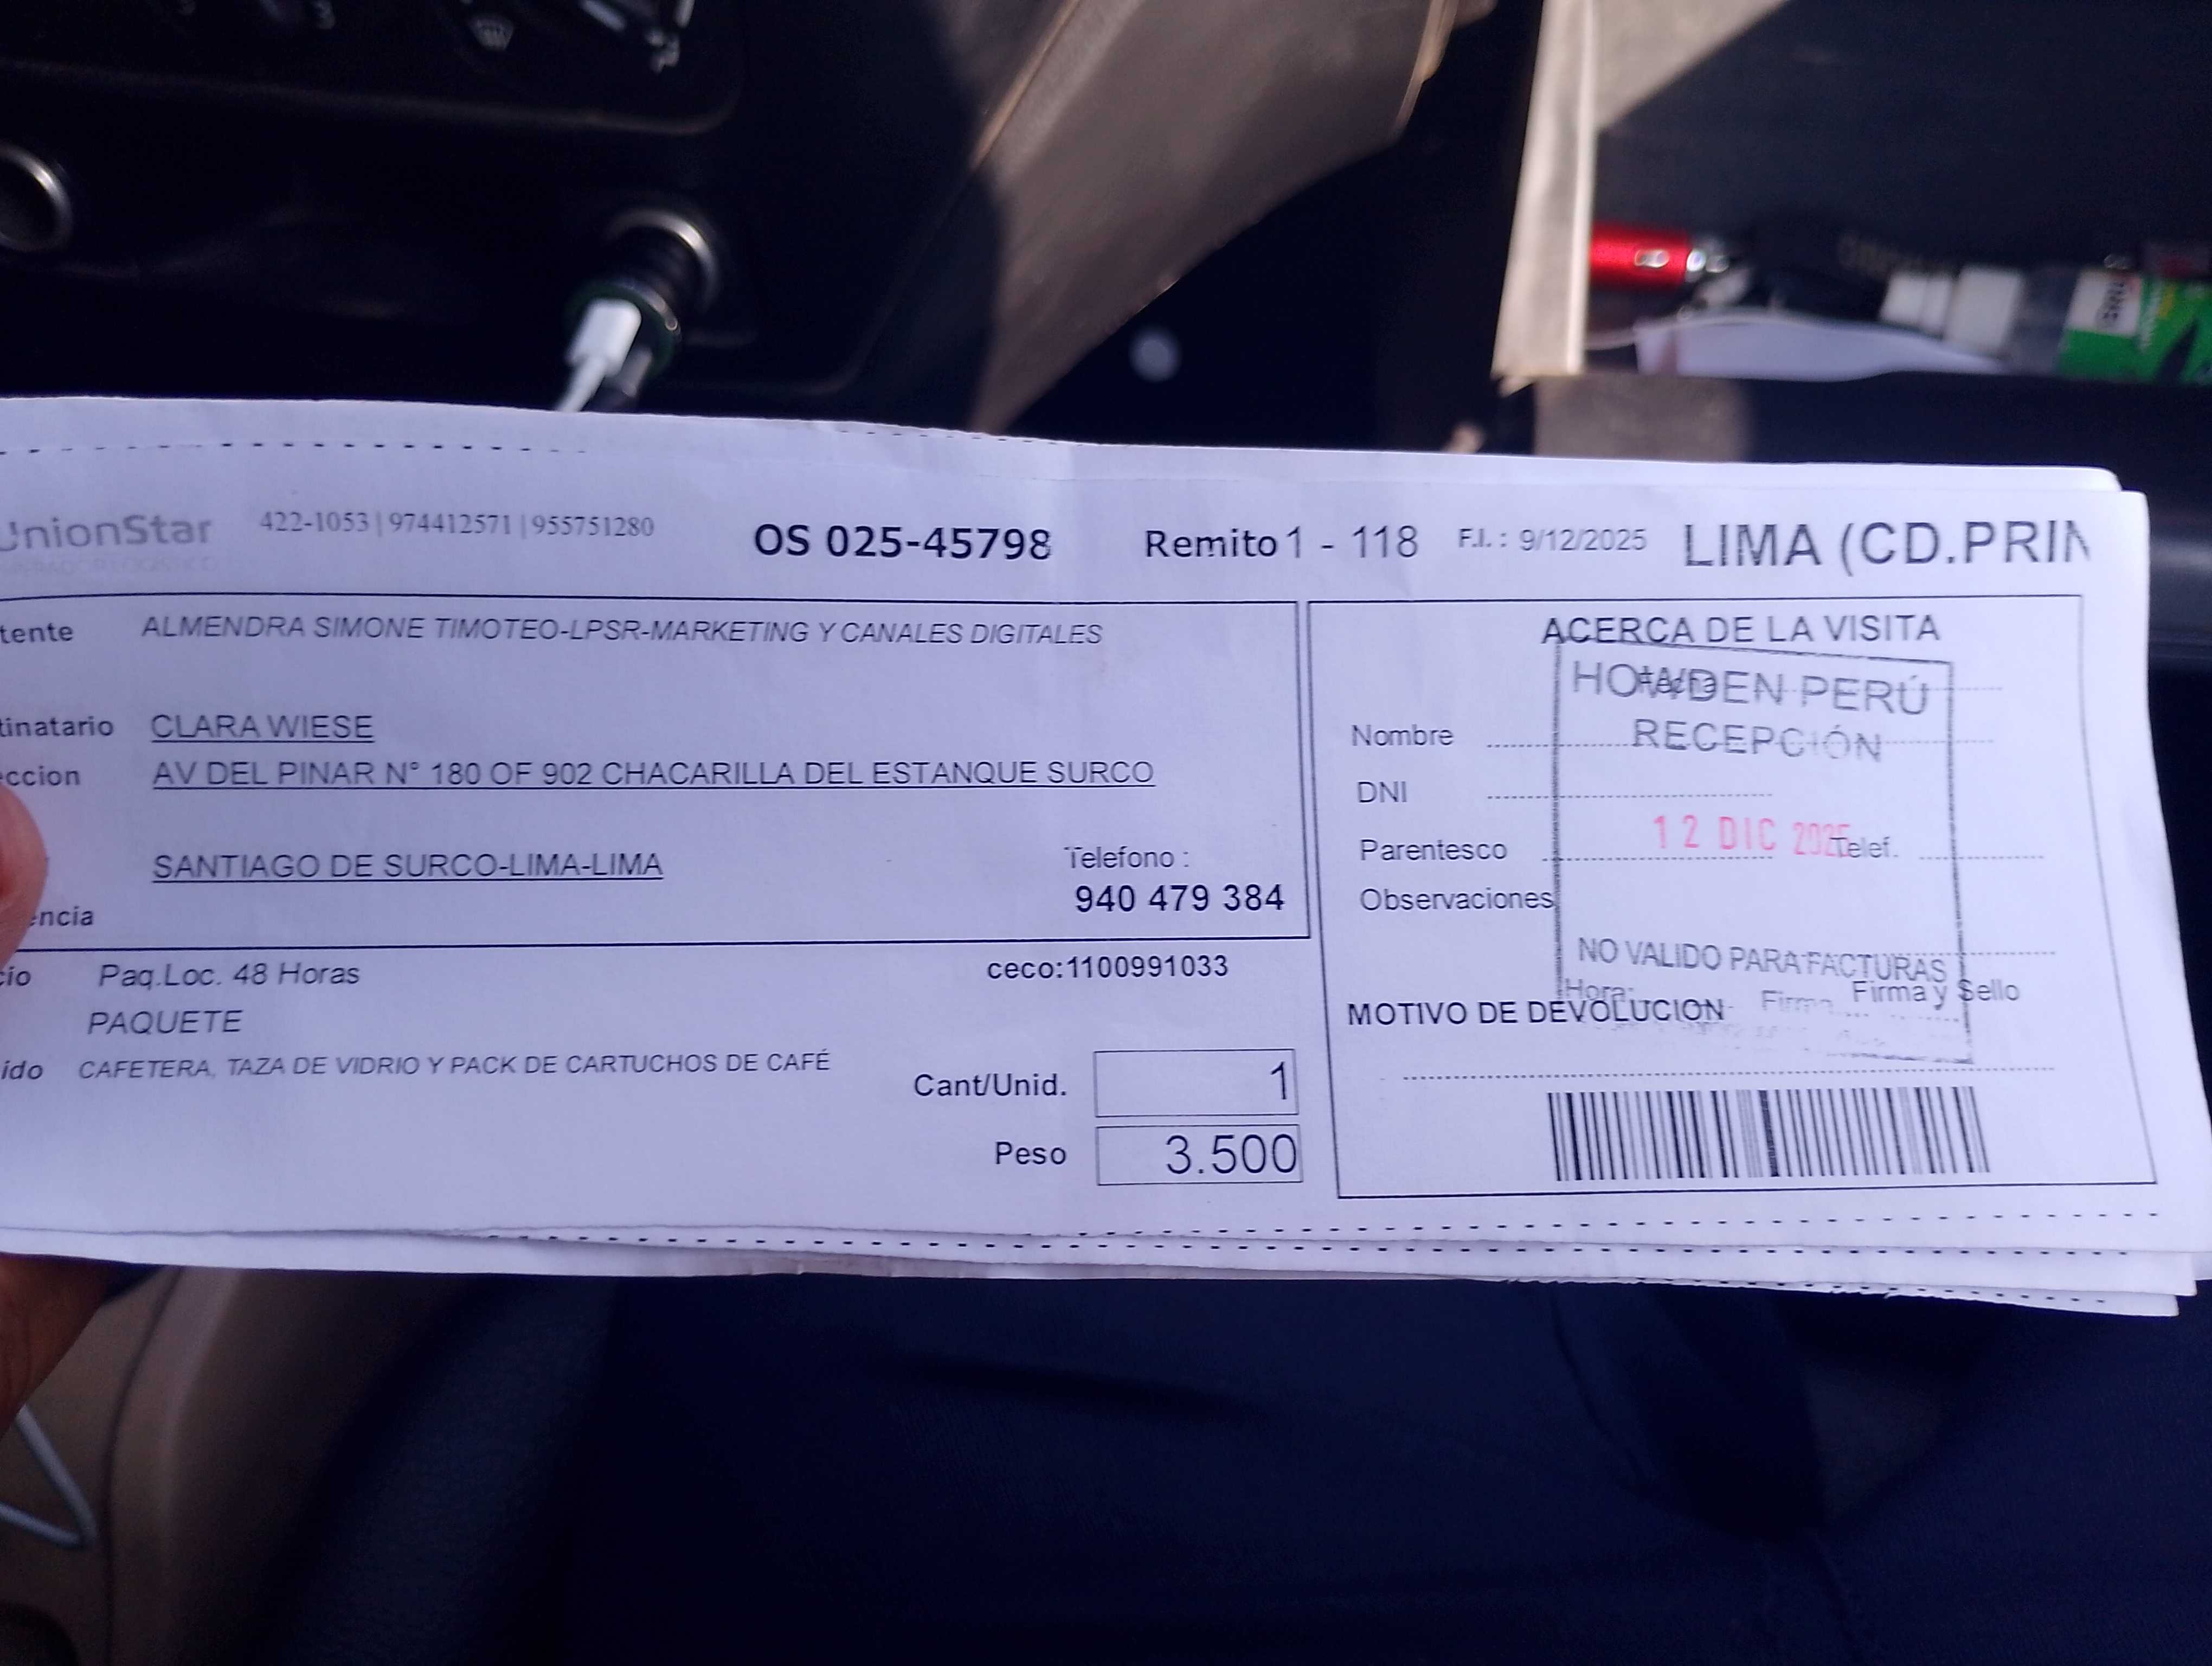 UnionStar 422-1053 | 974412571 | 955751280 OS 025-45798 Remito 1 - 118 F.I. : 9/12/2025 LIMA (CD.PRIN
tente ALMENDRA SIMONE TIMOTEO-LPSR-MARKETING Y CANALES DIGITALES
tinatario CLARA WIESE
ccion AV DEL PINAR N° 180 OF 902 CHACARILLA DEL ESTANQUE SURCO
SANTIAGO DE SURCO-LIMA-LIMA
Telefono :
940 479 384
encia
cio Paq.Loc. 48 Horas
ceco:1100991033
PAQUETE
ido CAFETERA, TAZA DE VIDRIO Y PACK DE CARTUCHOS DE CAFÉ
Cant/Unid. 1
Peso 3.500
ACERCA DE LA VISITA
HOWDEN PERÚ
RECEPCIÓN
Nombre
DNI
12 DIC 2025
Parentesco
Telef.
Observaciones
NO VALIDO PARA FACTURAS
Hora: Firma
Firma y Sello
MOTIVO DE DEVOLUCION